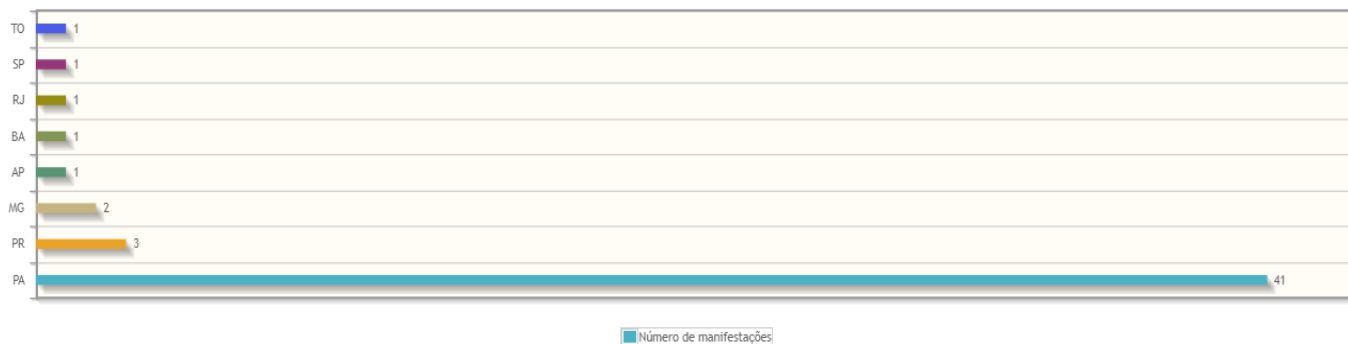 TO 1
SP 1
RJ 1
BA 1
AP 1
MG 2
PR 3
PA 41
Número de manifestações